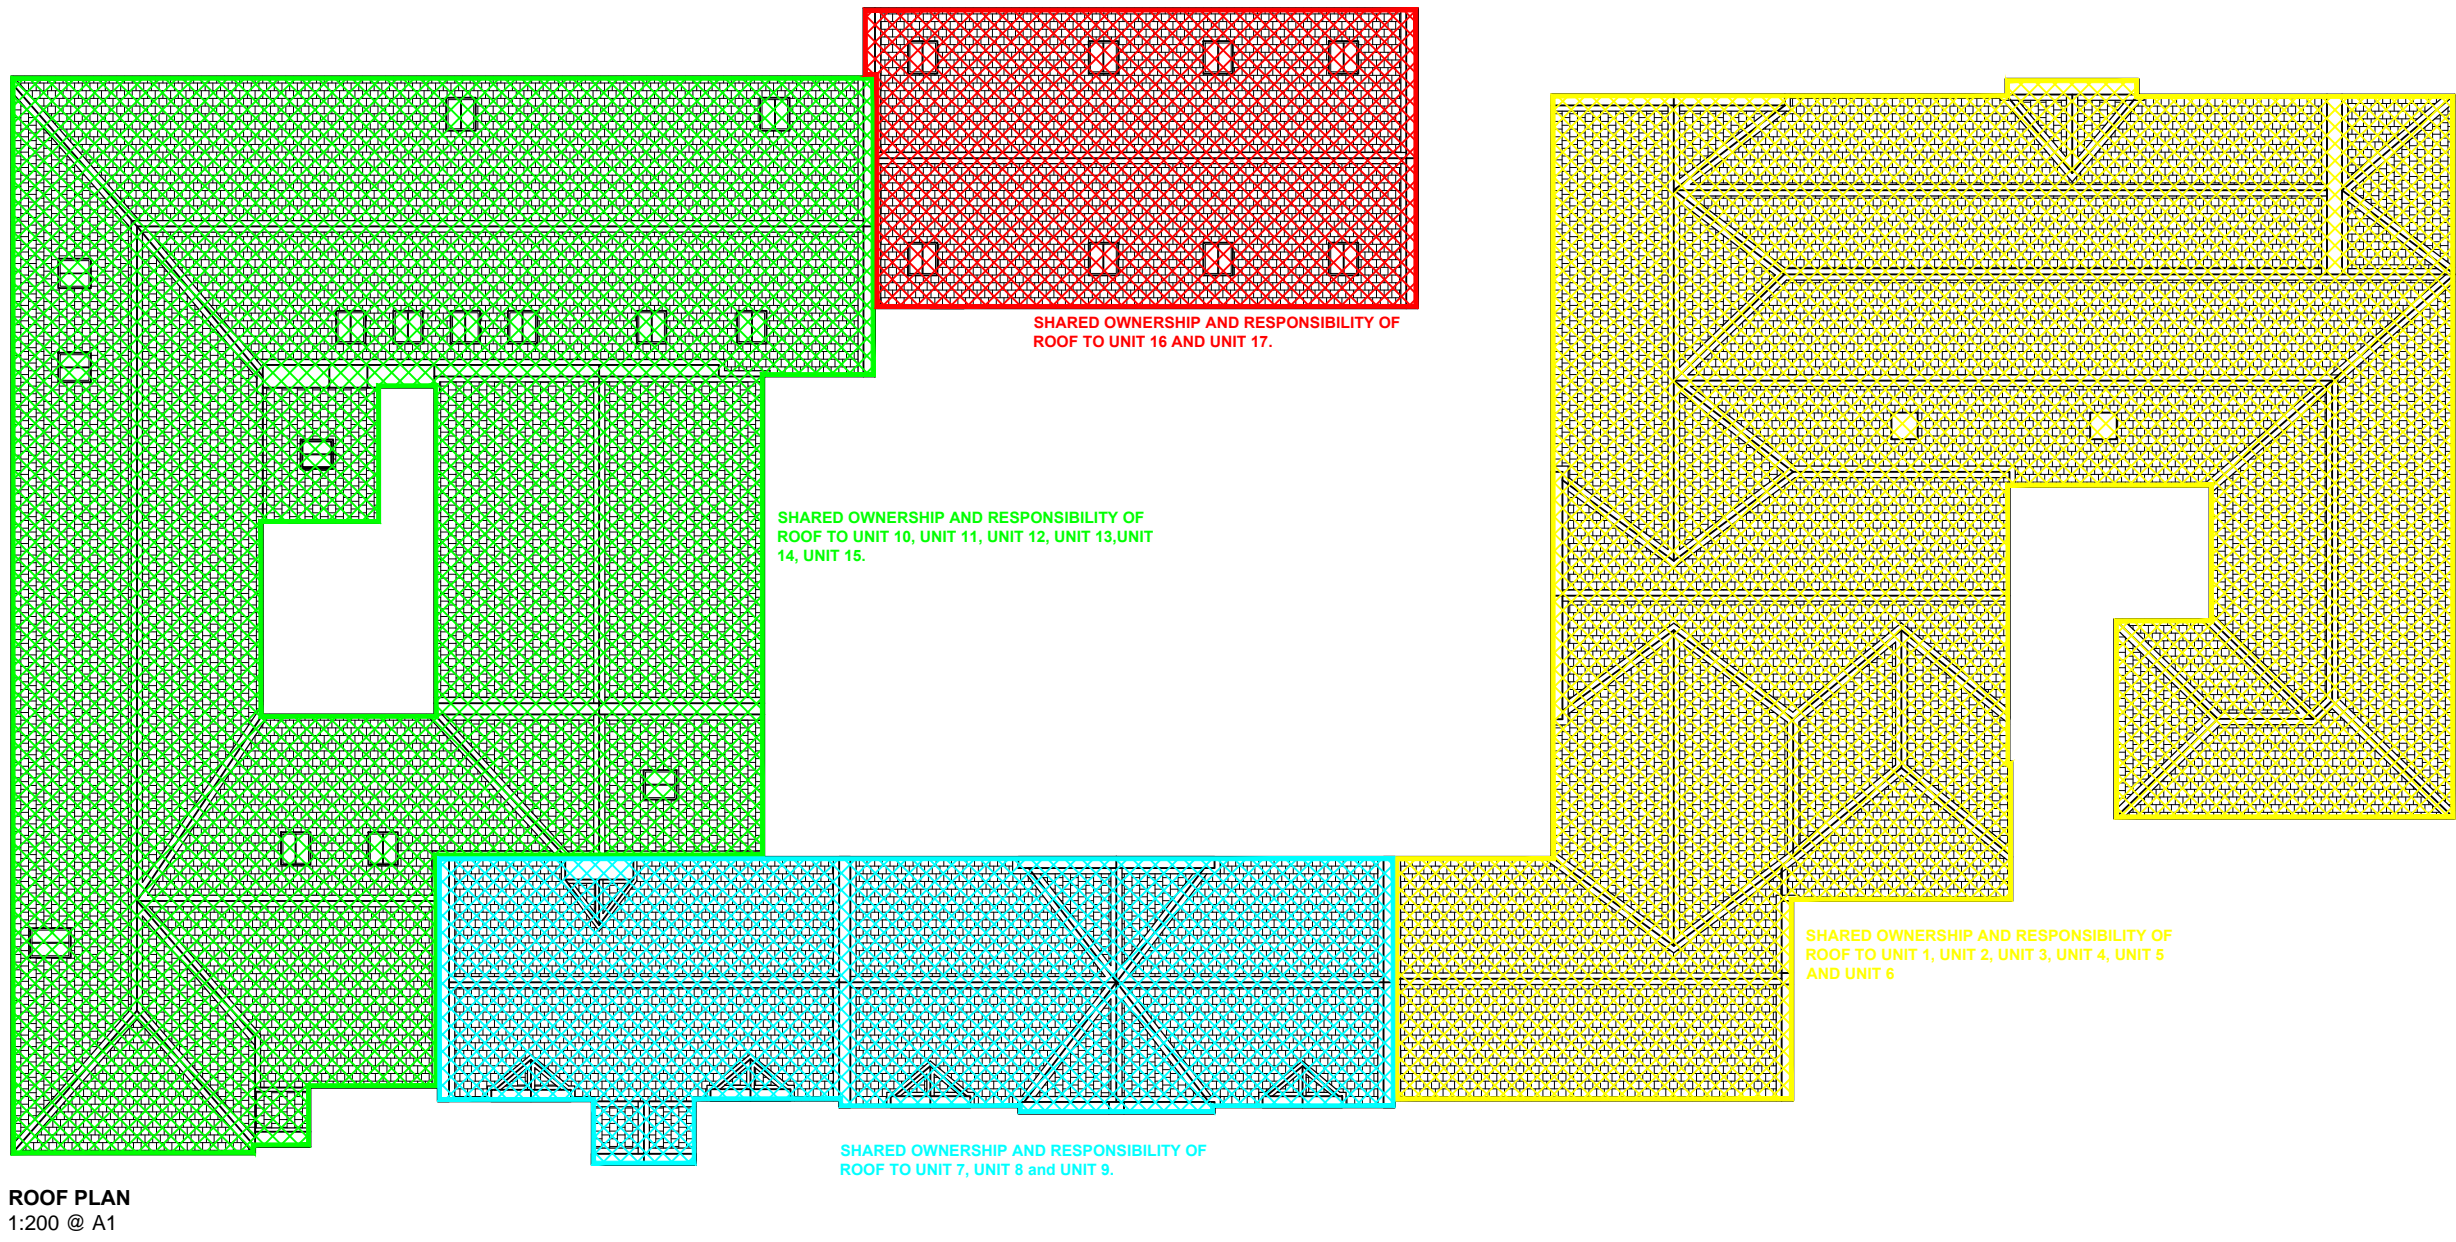 SHARED OWNERSHIP AND RESPONSIBILITY OF
ROOF TO UNIT 16 AND UNIT 17.
SHARED OWNERSHIP AND RESPONSIBILITY OF
ROOF TO UNIT 10, UNIT 11, UNIT 12, UNIT 13,UNIT
14, UNIT 15.
SHARED OWNERSHIP AND RESPONSIBILITY OF
ROOF TO UNIT 1, UNIT 2, UNIT 3, UNIT 4, UNIT 5
AND UNIT 6
SHARED OWNERSHIP AND RESPONSIBILITY OF
ROOF TO UNIT 7, UNIT 8 and UNIT 9.
ROOF PLAN
1:200 @ A1